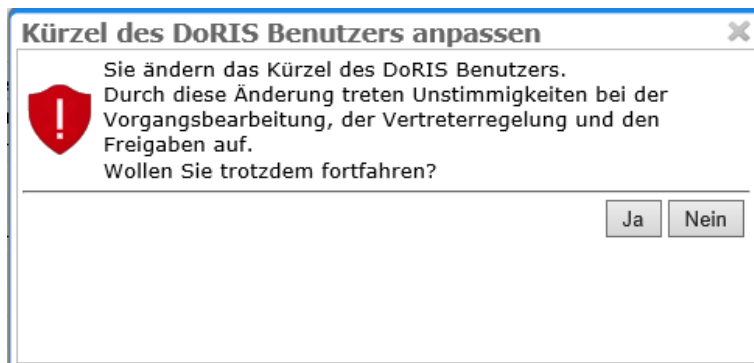 Kürzel des DoRIS Benutzers anpassen
Sie ändern das Kürzel des DoRIS Benutzers.
Durch diese Änderung treten Unstimmigkeiten bei der
Vorgangsbearbeitung, der Vertreterregelung und den
Freigaben auf.
Wollen Sie trotzdem fortfahren?
Ja Nein